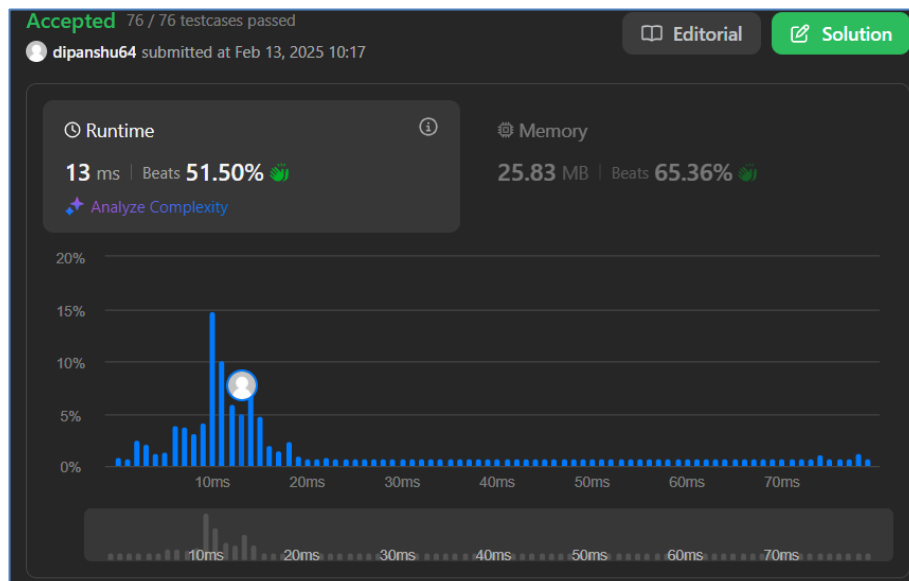 Accepted 76 / 76 testcases passed
Editorial
Solution
dipanshu64 submitted at Feb 13, 2025 10:17
Runtime
13 ms | Beats 51.50%
Analyze Complexity
Memory
25.83 MB | Beats 65.36%
20%
15%
10%
5%
0%
10ms 20ms 30ms 40ms 50ms 60ms 70ms
10ms 20ms 30ms 40ms 50ms 60ms 70ms